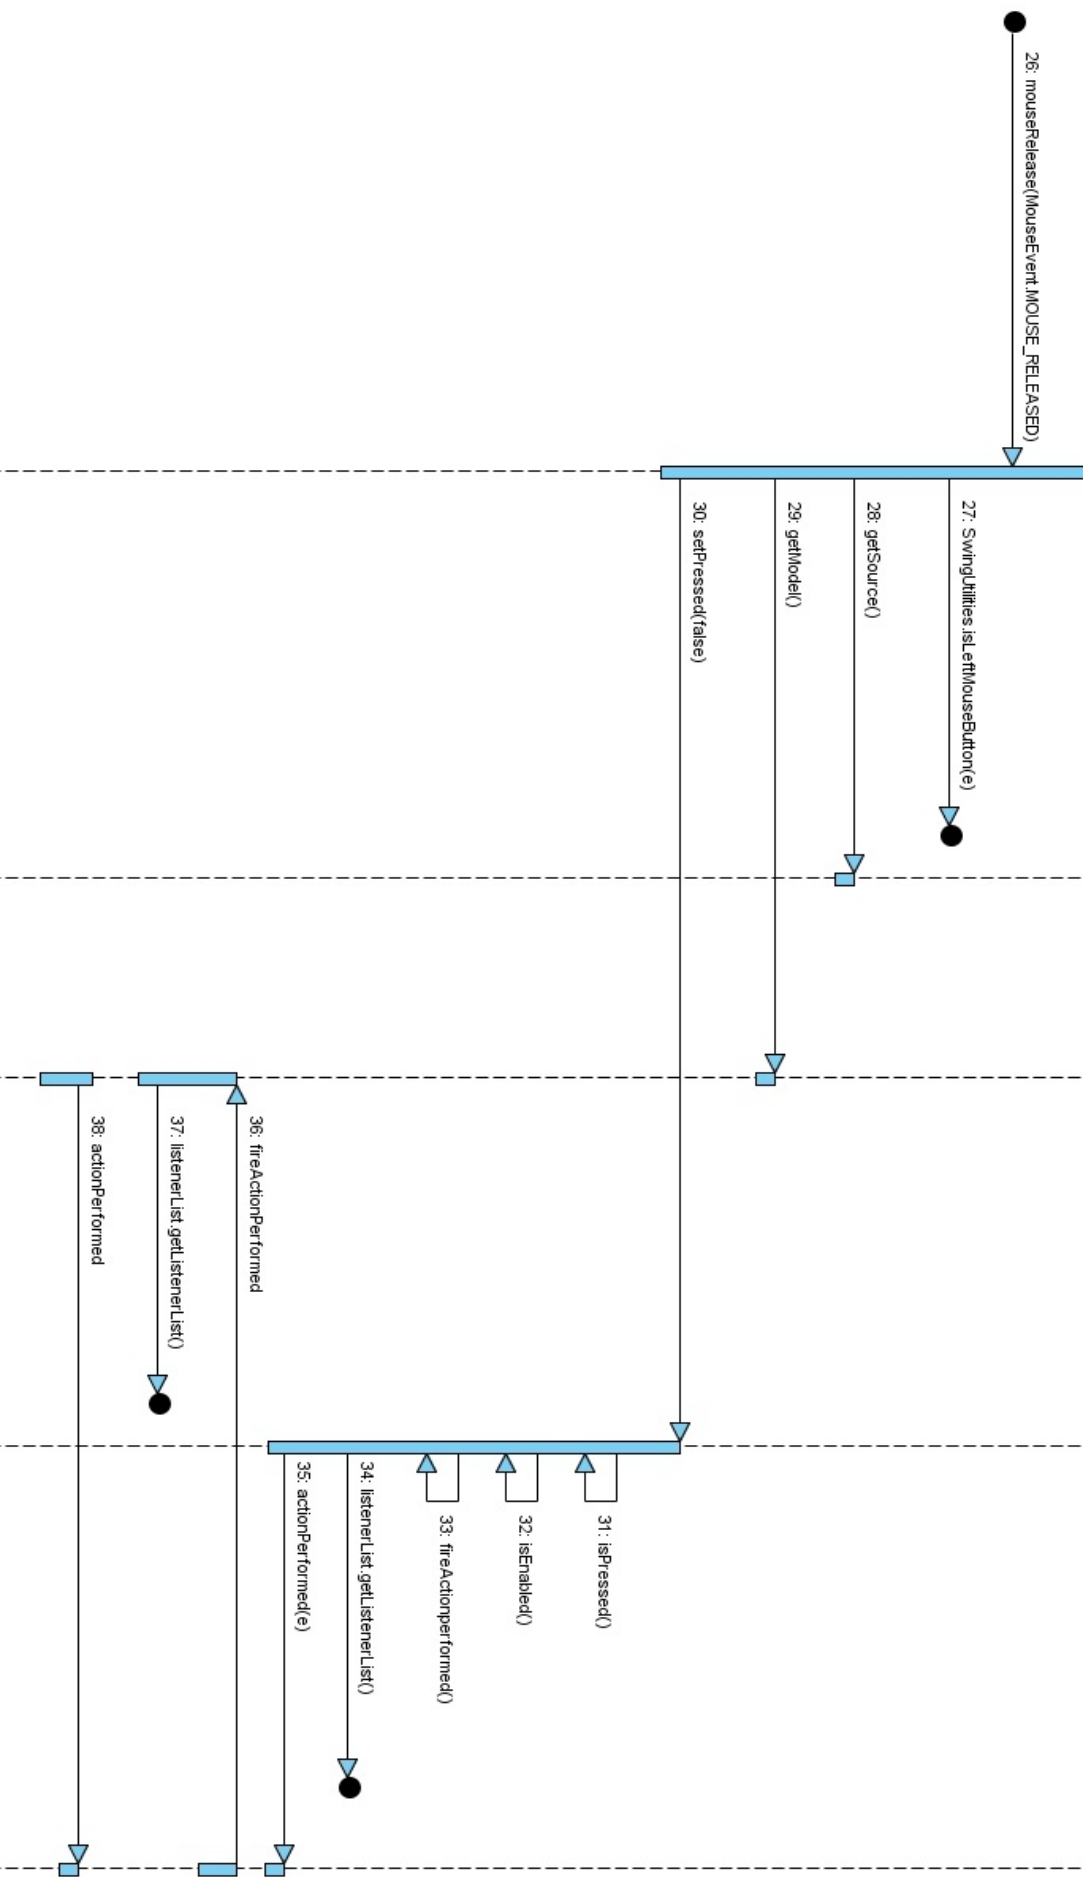 26: mouseRelease(MouseEvent.MOUSE_RELEASED)
27: SwingUtilities.isLeftMouseButton(e)
28: getSource()
29: getModel()
30: setPressed(false)
31: isPressed()
32: isEnabled()
33: fireActionperformed()
34: listenerList.getListenerList()
35: actionPerformed(e)
36: fireActionPerformed
37: listenerList.getListenerList()
38: actionPerformed